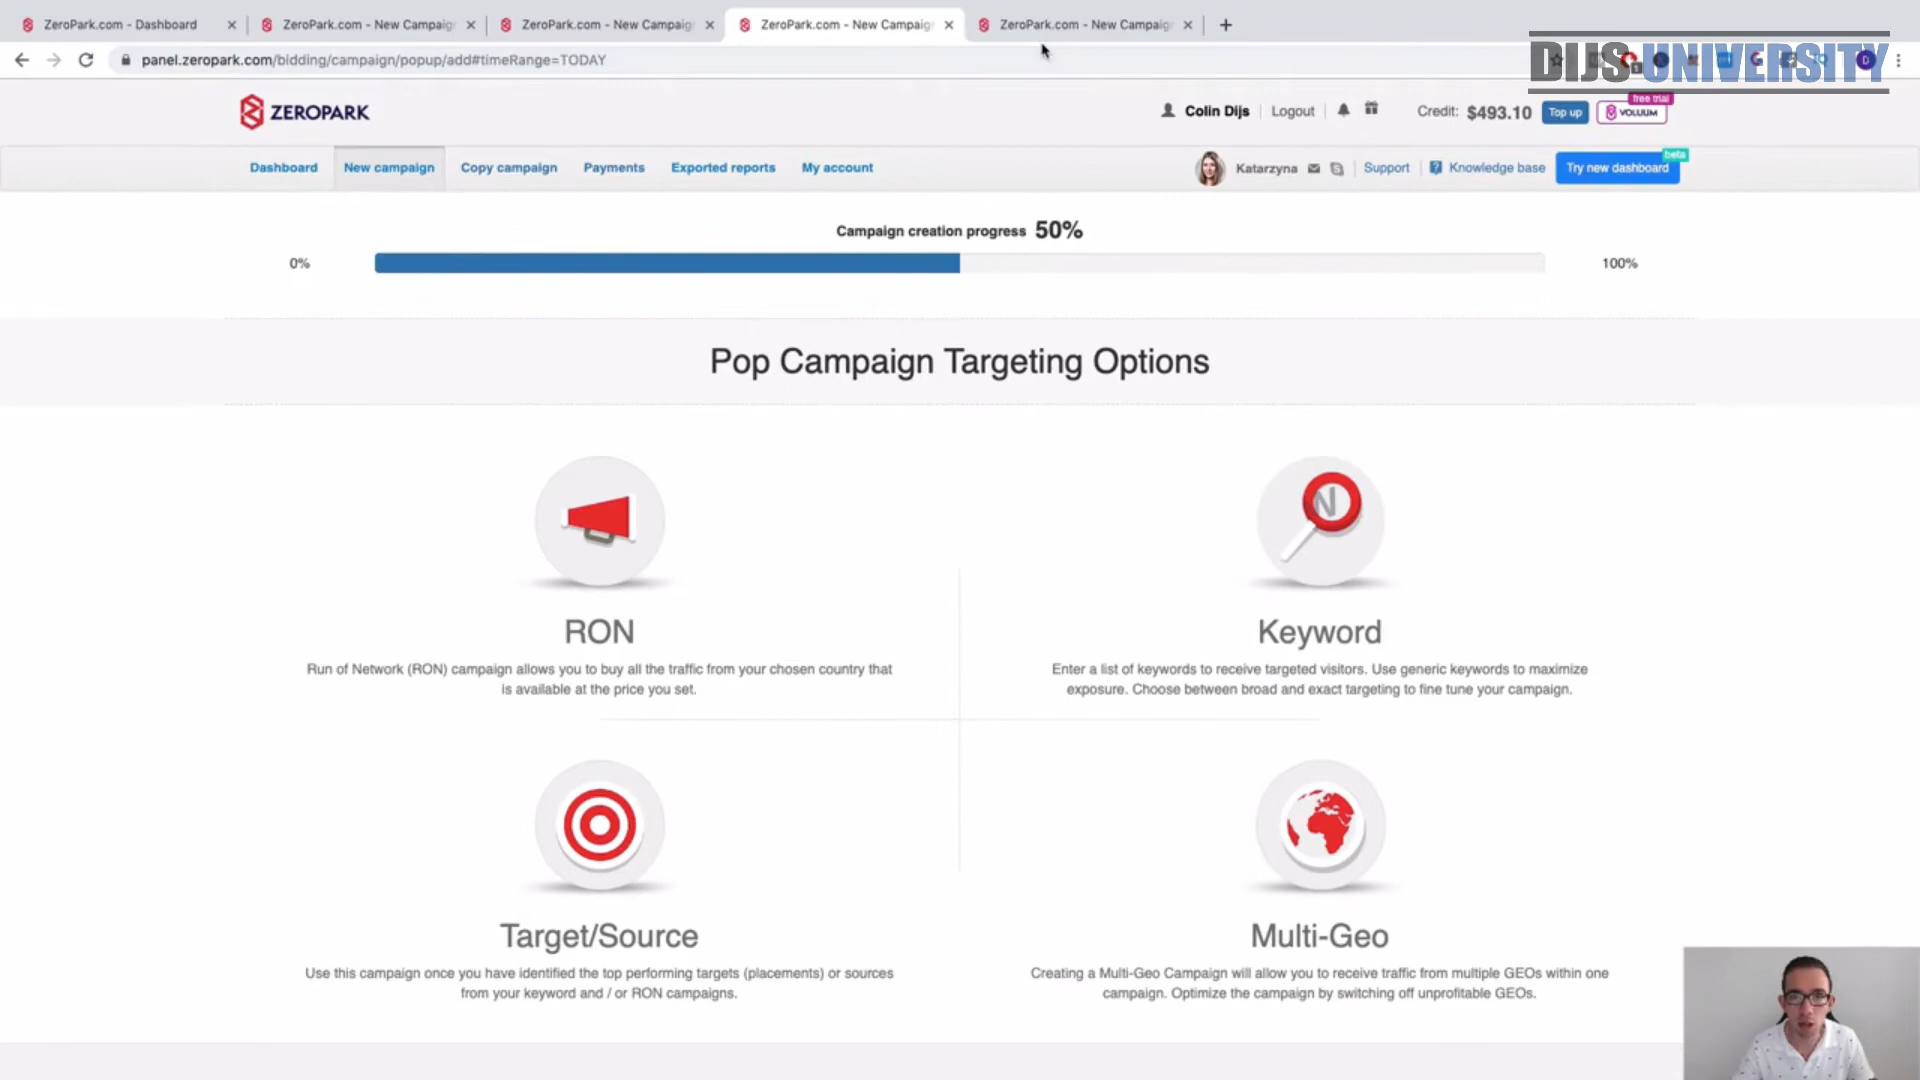 ZeroPark.com - Dashboard
ZeroPark.com - New Campaig
ZeroPark.com - New Campaig
ZeroPark.com - New Campaig
ZeroPark.com - New Campaig
panel.zeropark.com/bidding/campaign/popup/add#timeRange=TODAY
DIJS UNIVERSITY
ZEROPARK
Colin Dijs
Logout
Credit: $493.10
Top up
free trial
VOLUUM
Dashboard
New campaign
Copy campaign
Payments
Exported reports
My account
Katarzyna
Support
Knowledge base
Try new dashboard
beta
Campaign creation progress 50%
0%
100%
Pop Campaign Targeting Options
RON
Run of Network (RON) campaign allows you to buy all the traffic from your chosen country that
is available at the price you set.
N
Keyword
Enter a list of keywords to receive targeted visitors. Use generic keywords to maximize
exposure. Choose between broad and exact targeting to fine tune your campaign.
Target/Source
Use this campaign once you have identified the top performing targets (placements) or sources
from your keyword and / or RON campaigns.
Multi-Geo
Creating a Multi-Geo Campaign will allow you to receive traffic from multiple GEOs within one
campaign. Optimize the campaign by switching off unprofitable GEOs.